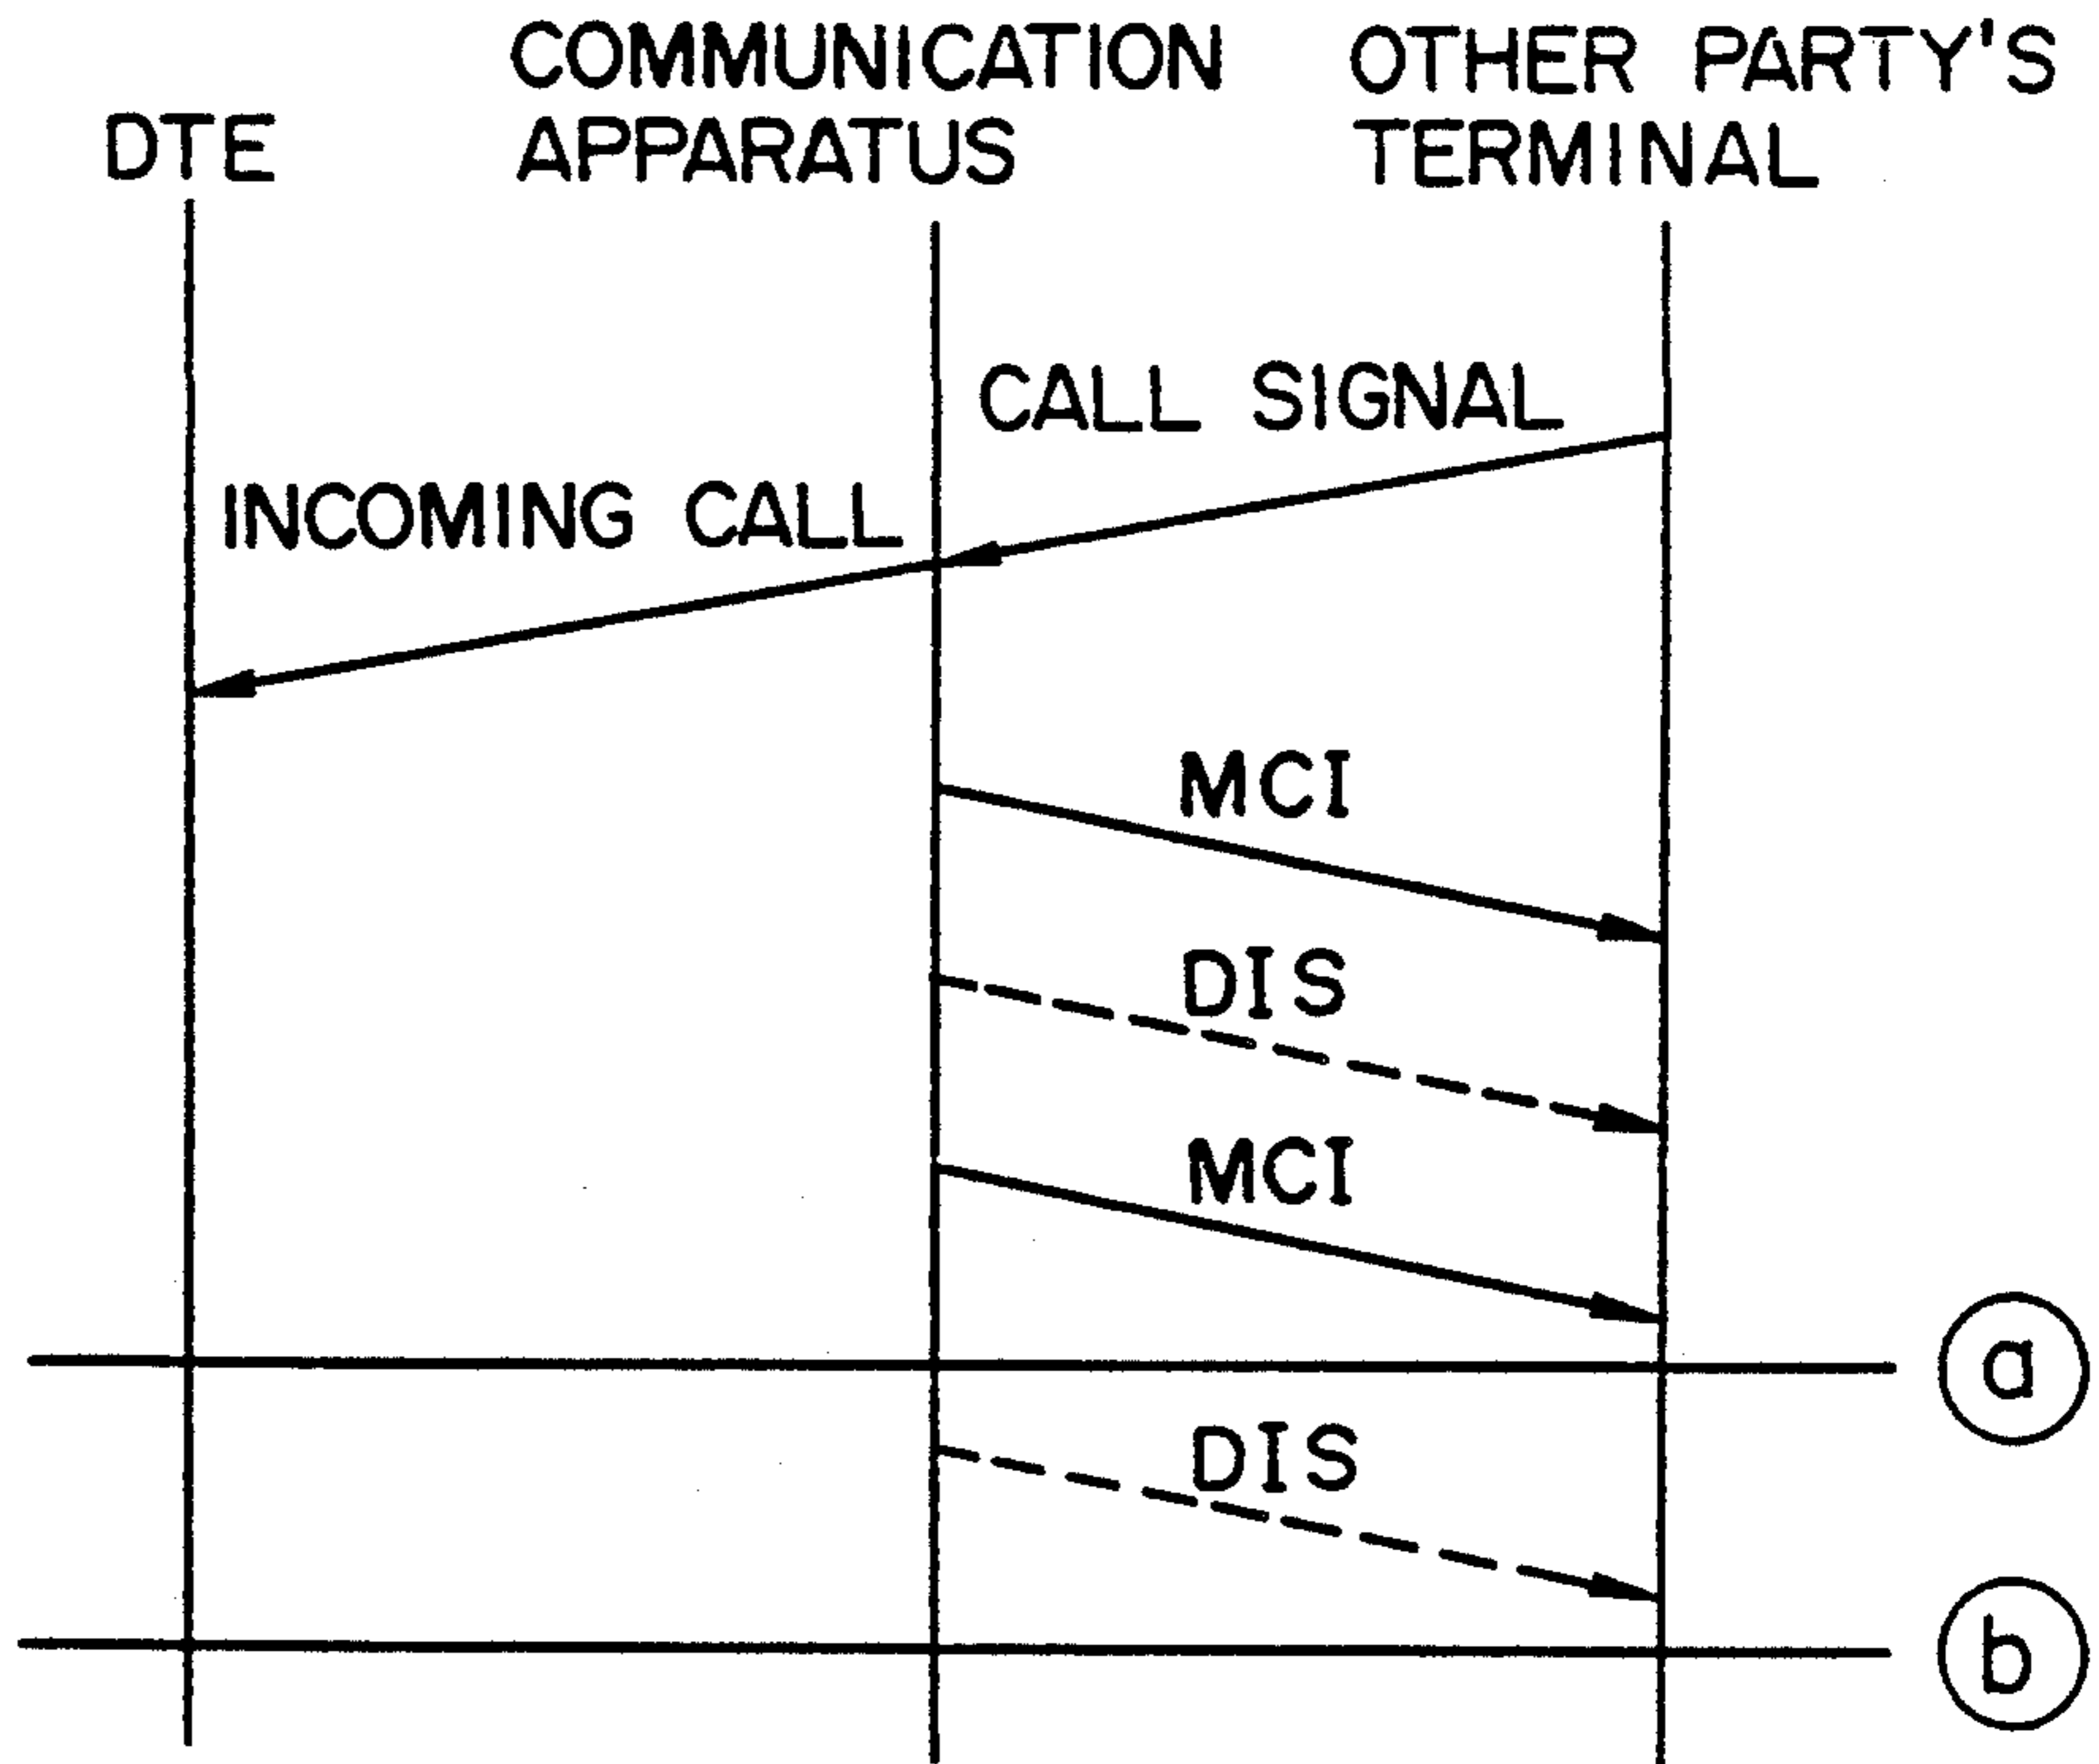 DTE
COMMUNICATION
APPARATUS
OTHER PARTY'S
TERMINAL
CALL SIGNAL
INCOMING CALL
MCI
DIS
MCI
a
DIS
b